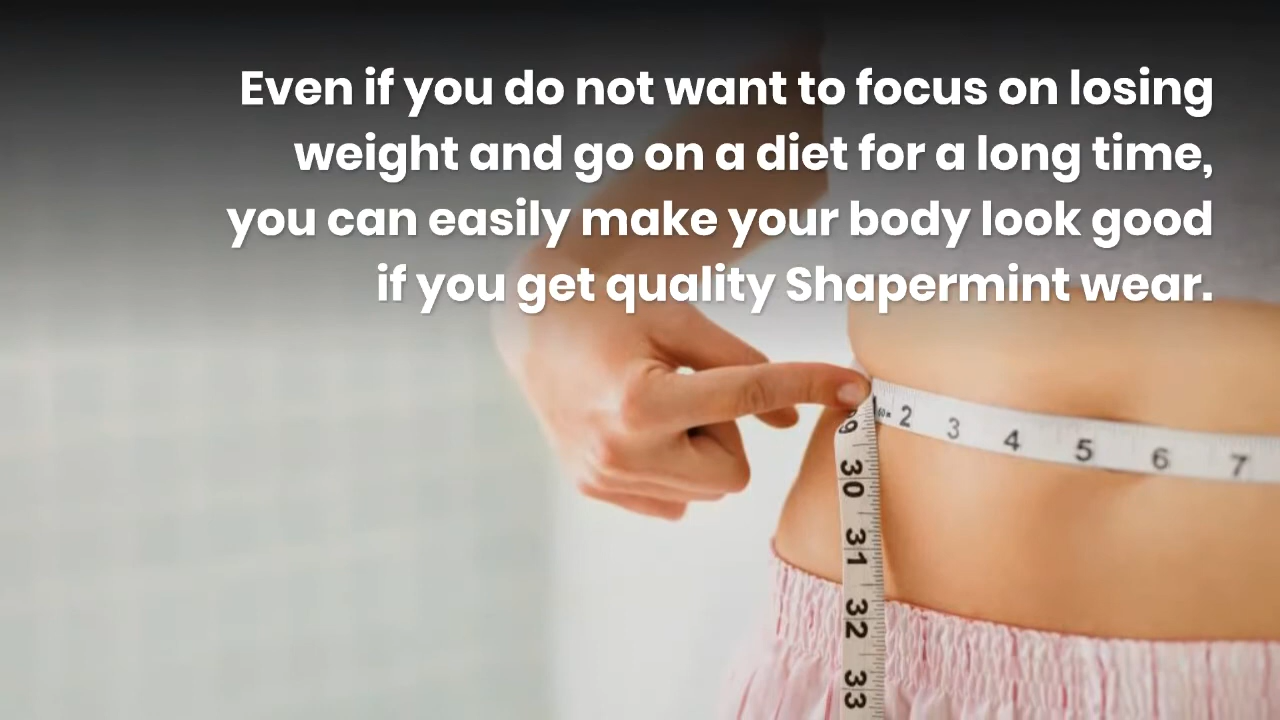 Even if you do not want to focus on losing
weight and go on a diet for a long time,
you can easily make your body look good
if you get quality Shapermint wear.
2 3 4 5 6 7
30
31
32
33